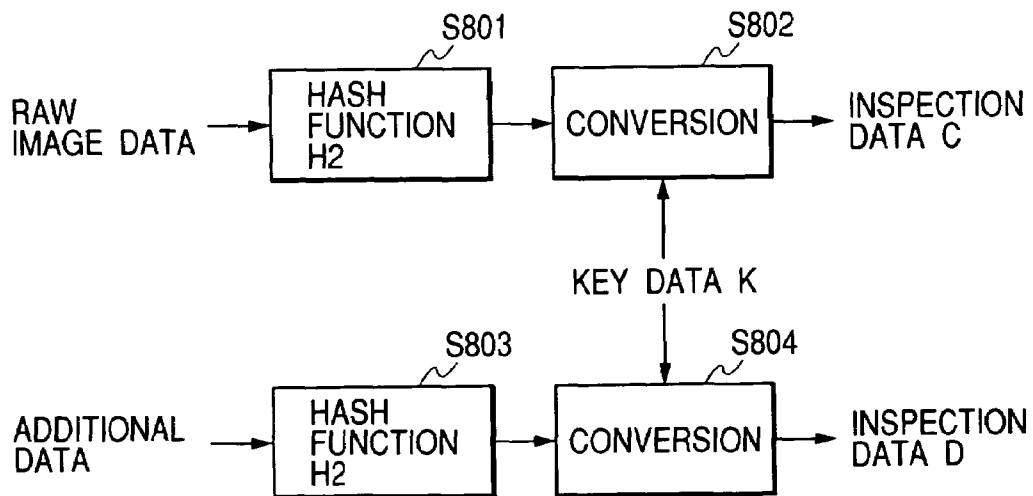 S801
S802
RAW
IMAGE DATA
HASH
FUNCTION
H2
CONVERSION
INSPECTION
DATA C
KEY DATA K
S803
S804
ADDITIONAL
DATA
HASH
FUNCTION
H2
CONVERSION
INSPECTION
DATA D